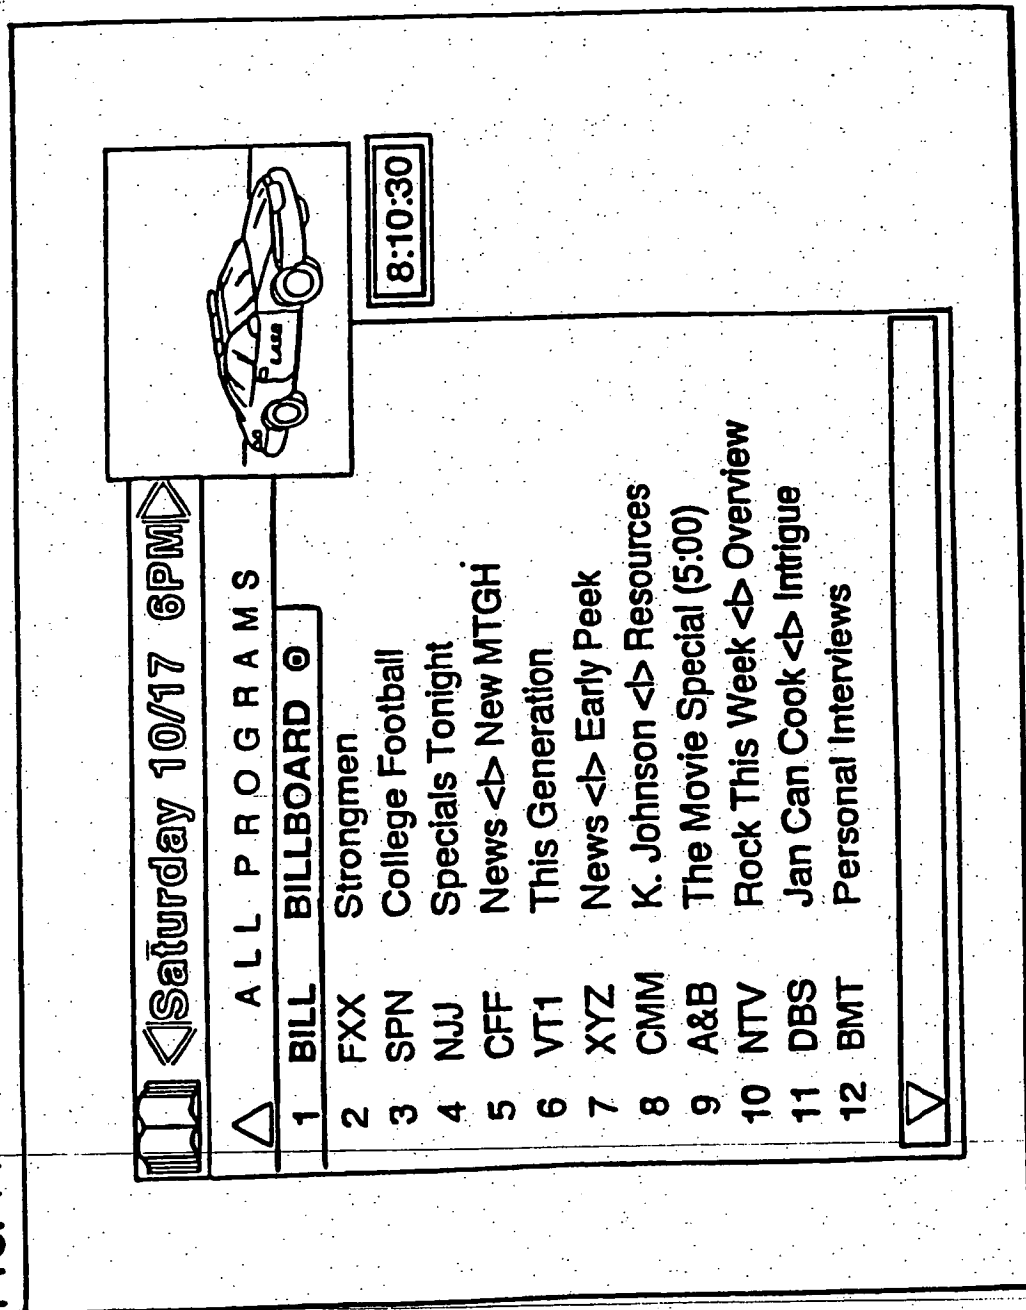 Saturday 10/17 6PM
ALL PROGRAMS
8:10:30
1 BILL BILLBOARD
2 FXX Strongmen
3 SPN College Football
4 NJJ Specials Tonight
5 CFF News <I> New MTGH
6 VT1 This Generation
7 XYZ News <I> Early Peek
8 CMM K. Johnson <I> Resources
9 A&B The Movie Special (5:00)
10 NTV Rock This Week <I> Overview
11 DBS Jan Can Cook <I> Intrigue
12 BMT Personal Interviews